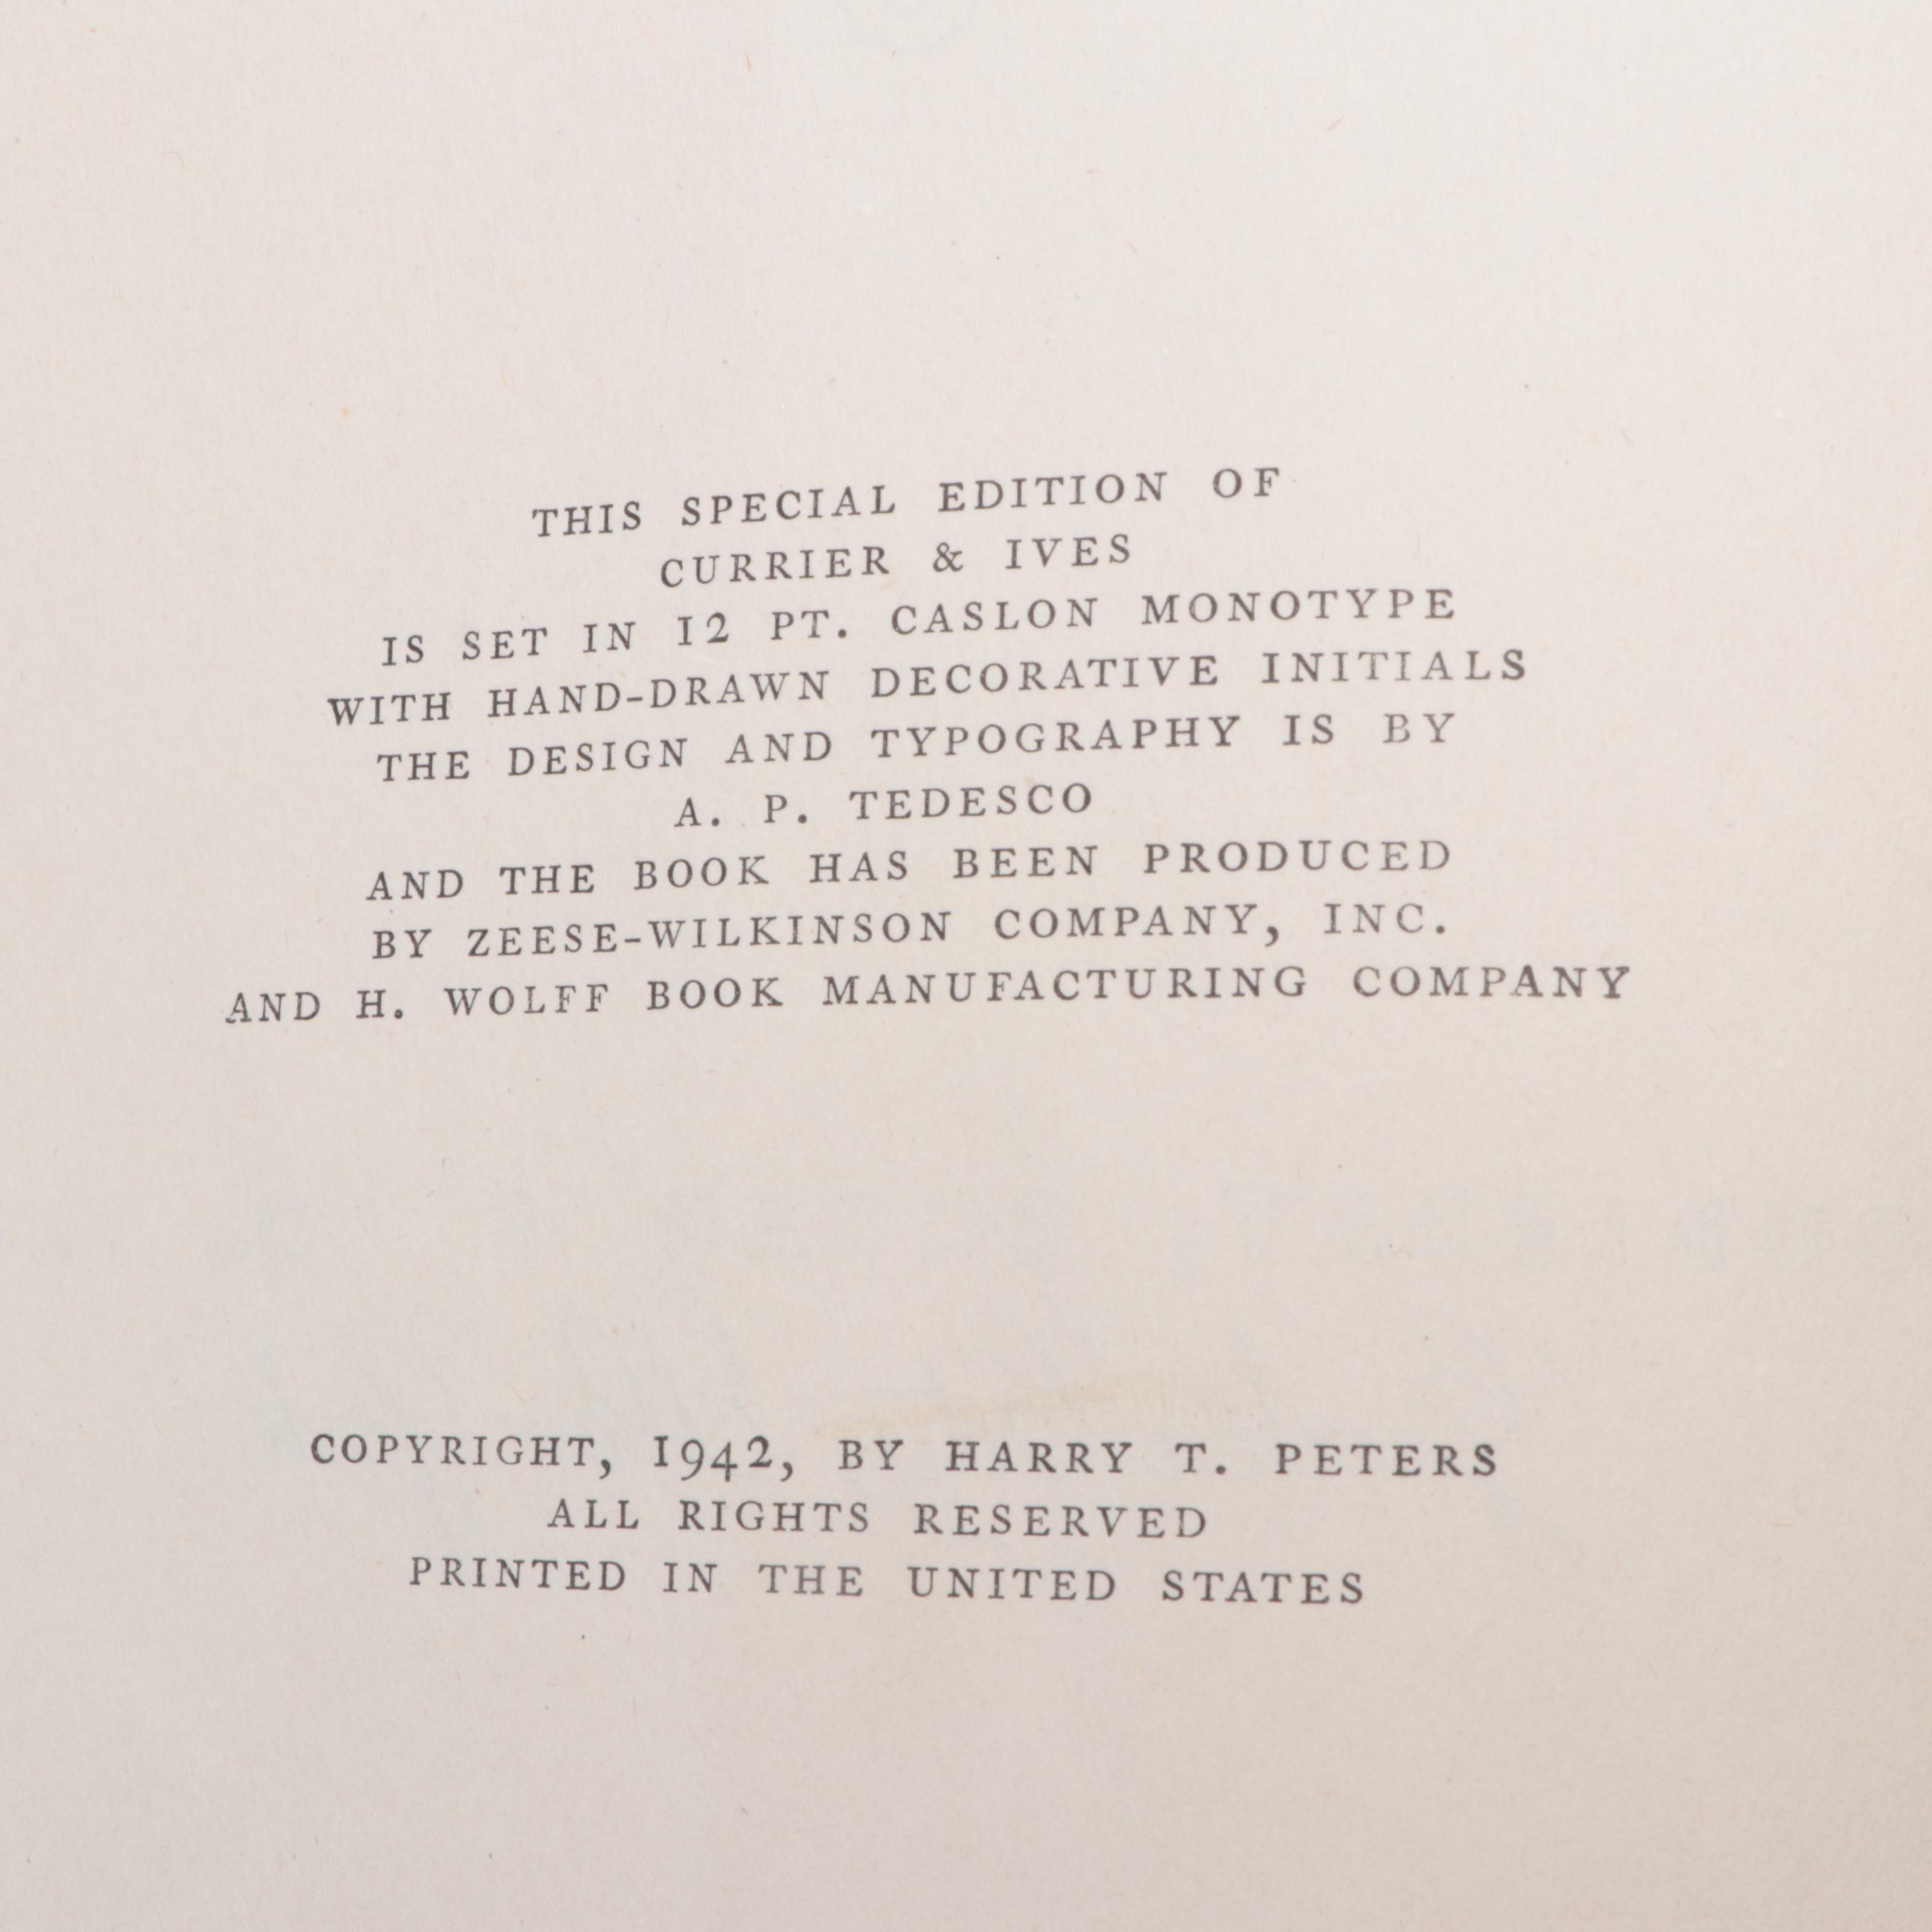 THIS SPECIAL EDITION OF
CURRIER & IVES
IS SET IN 12 PT. CASLON MONOTYPE
WITH HAND-DRAWN DECORATIVE INITIALS
THE DESIGN AND TYPOGRAPHY IS BY
A. P. TEDESCO
AND THE BOOK HAS BEEN PRODUCED
BY ZEESE-WILKINSON COMPANY, INC.
AND H. WOLFF BOOK MANUFACTURING COMPANY
COPYRIGHT, 1942, BY HARRY T. PETERS
ALL RIGHTS RESERVED
PRINTED IN THE UNITED STATES